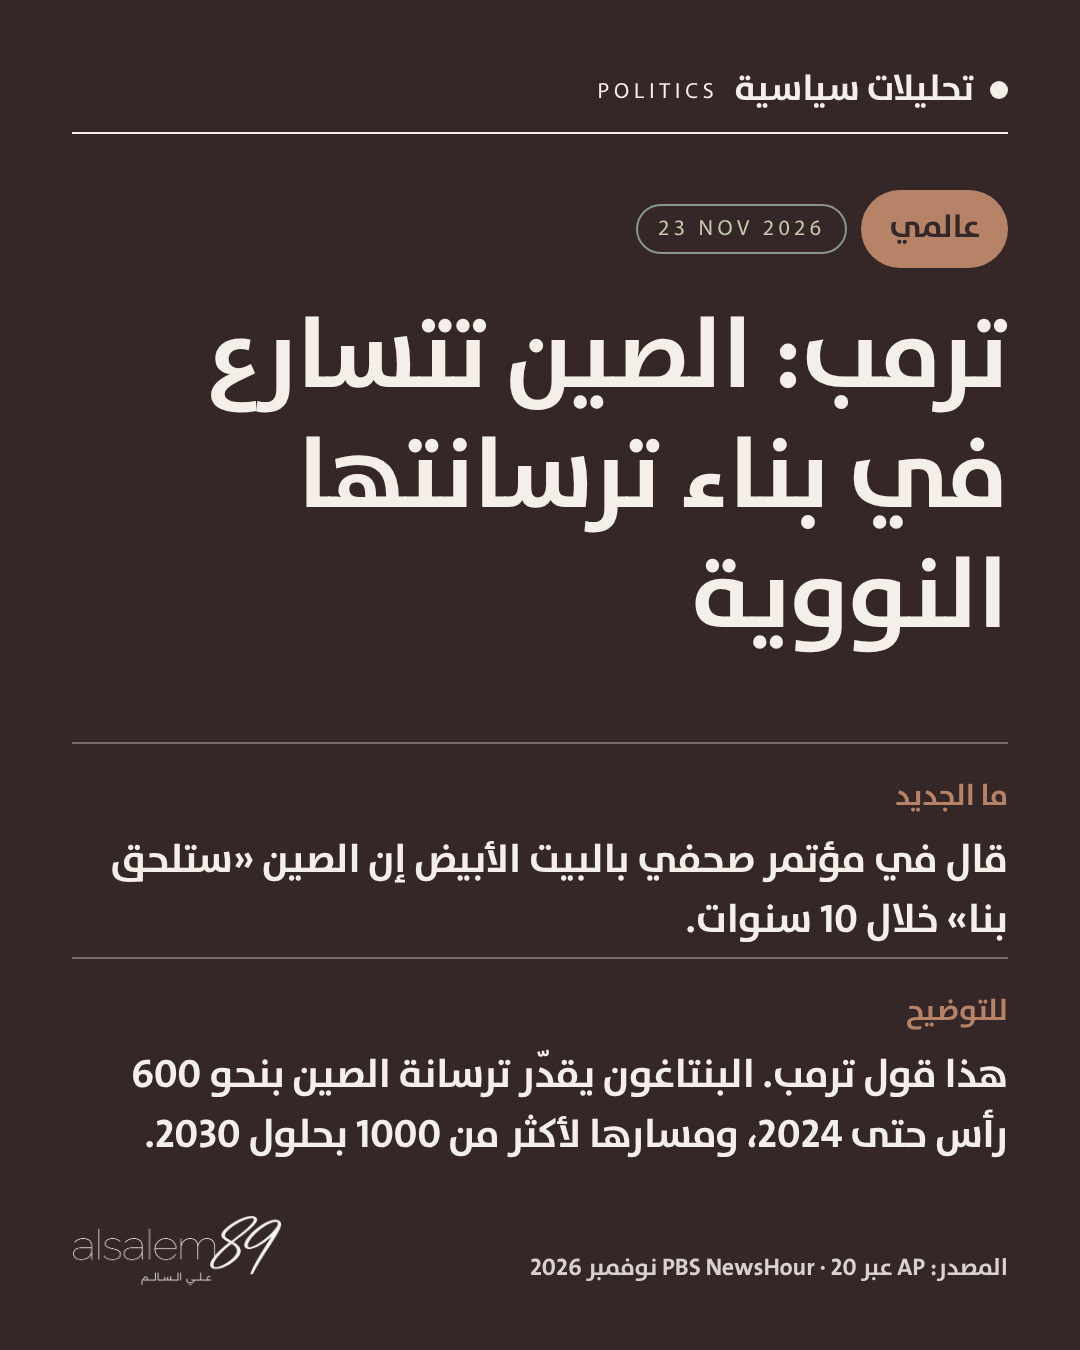 تحليلات سياسية POLITICS
عالمي 23 NOV 2026
ترمب: الصين تتسارع
في بناء ترسانتها
النووية
ما الجديد
قال في مؤتمر صحفي بالبيت الأبيض إن الصين «ستلحق
بنا» خلال 10 سنوات.
للتوضيح
هذا قول ترمب. البنتاغون يقدّر ترسانة الصين بنحو 600
رأس حتى 2024، ومسارها لأكثر من 1000 بحلول 2030.
المصدر: AP عبر PBS NewsHour · 20 نوفمبر 2026
alsalem89
علي السالم